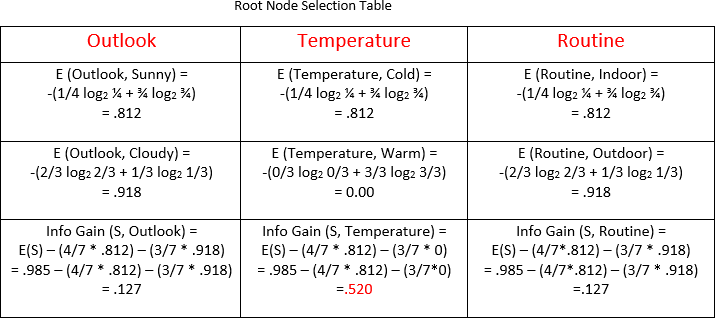 Root Node Selection Table
Outlook
Temperature
Routine
E (Outlook, Sunny) =
-(1/4 log₂ ¼ + ¾ log₂ ¾)
= .812
E (Temperature, Cold) =
-(1/4 log₂ ¼ + ¾ log₂ ¾)
= .812
E (Routine, Indoor) =
-(1/4 log₂ ¼ + ¾ log₂ ¾)
= .812
E (Outlook, Cloudy) =
-(2/3 log₂ 2/3 + 1/3 log₂ 1/3)
= .918
E (Temperature, Warm) =
-(0/3 log₂ 0/3 + 3/3 log₂ 3/3)
= 0.00
E (Routine, Outdoor) =
-(2/3 log₂ 2/3 + 1/3 log₂ 1/3)
= .918
Info Gain (S, Outlook) =
E(S) – (4/7 * .812) – (3/7 * .918)
= .985 – (4/7 * .812) – (3/7 * .918)
= .127
Info Gain (S, Temperature) =
E(S) – (4/7 * .812) – (3/7 * 0)
= .985 – (4/7 * .812) – (3/7*0)
=.520
Info Gain (S, Routine) =
E(S) – (4/7*.812) – (3/7 * .918)
= .985 – (4/7*.812) – (3/7 * .918)
=.127